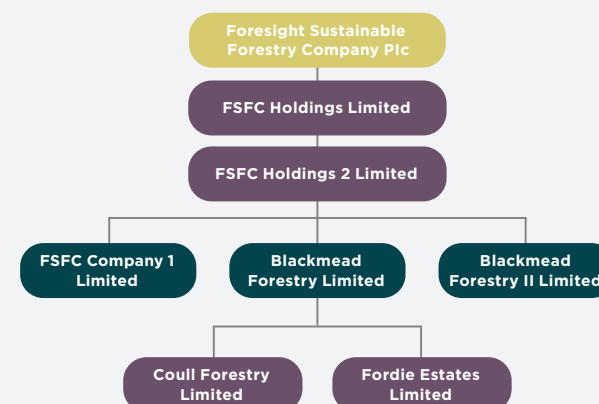 Foresight Sustainable
Forestry Company Plc
FSFC Holdings Limited
FSFC Holdings 2 Limited
FSFC Company 1
Limited
Blackmead
Forestry Limited
Blackmead
Forestry II Limited
Coull Forestry
Limited
Fordie Estates
Limited